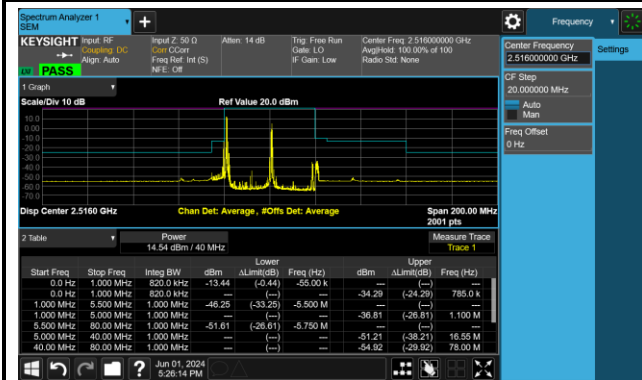 Spectrum Analyzer 1
SEM
+
Frequency
KEYSIGHT Input: RF Input Z: 50 Ω Atten: 14 dB Trig: Free Run Center Freq: 2.516000000 GHz
Coupling: DC Corr CCorr Gate: LO Avg|Hold: 100.00% of 100
Align: Auto Freq Ref: Int (S) IF Gain: Low Radio Std: None
NFE: Off
PASS
Center Frequency
2.516000000 GHz
Settings
CF Step
20.000000 MHz
Auto
Man
Freq Offset
0 Hz
1 Graph
Scale/Div 10 dB Ref Value 20.0 dBm
10.0
0.00
-10.0
-20.0
-30.0
-40.0
-50.0
-60.0
-70.0
Disp Center 2.5160 GHz Chan Det: Average, #Offs Det: Average Span 200.00 MHz
2001 pts
2 Table Power Measure Trace
14.54 dBm / 40 MHz Trace 1
Lower Upper
Start Freq Stop Freq Integ BW dBm ΔLimit(dB) Freq (Hz) dBm ΔLimit(dB) Freq (Hz)
0.0 Hz 1.000 MHz 820.0 kHz -13.44 (-0.44) -55.00 k --- (---) ---
0.0 Hz 1.000 MHz 820.0 kHz --- (---) --- -34.29 (-24.29) 785.0 k
1.000 MHz 5.500 MHz 1.000 MHz -46.25 (-33.25) -5.500 M --- (---) ---
1.000 MHz 5.000 MHz 1.000 MHz --- (---) --- -36.81 (-26.81) 1.100 M
5.500 MHz 80.00 MHz 1.000 MHz -51.61 (-26.61) -5.750 M --- (---) ---
5.000 MHz 40.00 MHz 1.000 MHz --- (---) --- -51.21 (-38.21) 16.55 M
40.00 MHz 80.00 MHz 1.000 MHz --- (---) --- -54.92 (-29.92) 78.00 M
?
Jun 01, 2024
5:26:14 PM